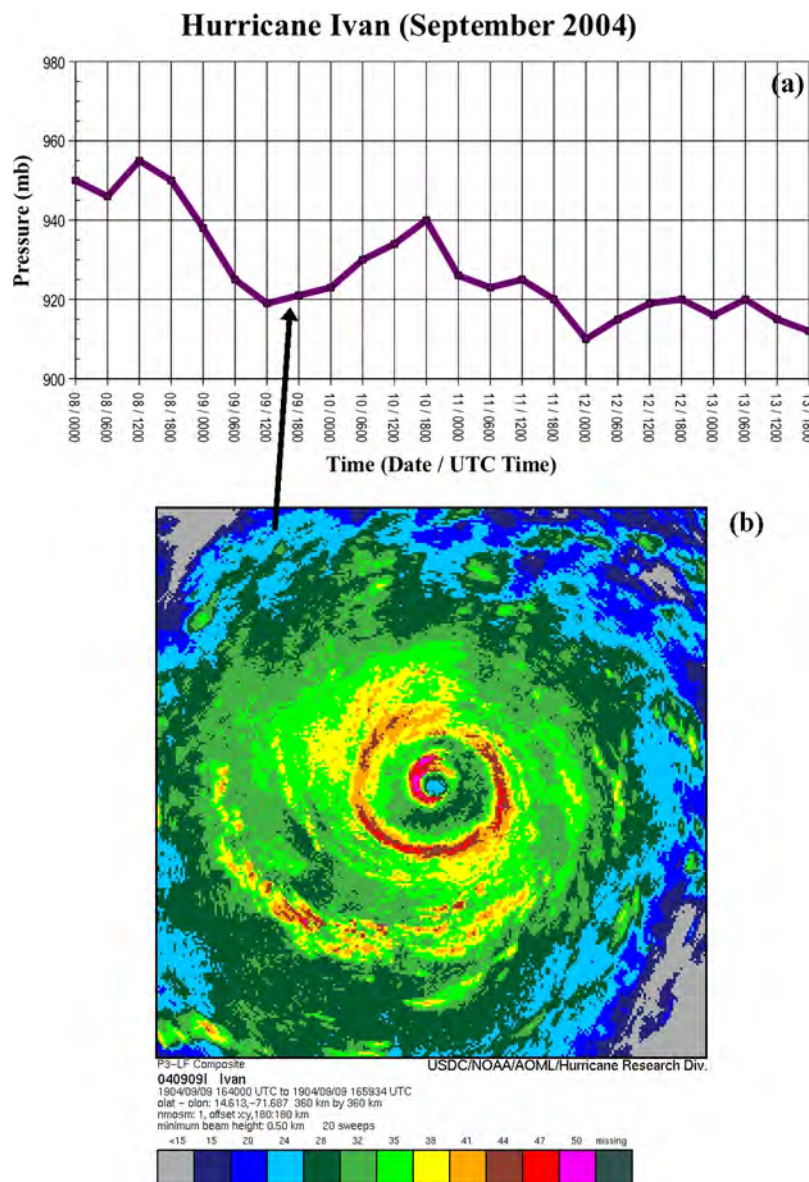 Hurricane Ivan (September 2004)
(a)
980
960
940
920
900
Pressure (mb)
08 / 0000
08 / 0600
08 / 1200
08 / 1800
09 / 0000
09 / 0600
09 / 1200
09 / 1800
10 / 0000
10 / 0600
10 / 1200
10 / 1800
11 / 0000
11 / 0600
11 / 1200
11 / 1800
12 / 0000
12 / 0600
12 / 1200
12 / 1800
13 / 0000
13 / 0600
13 / 1200
13 / 1800
Time (Date / UTC Time)
(b)
P3-LF Composite
USDC/NOAA/AOML/Hurricane Research Div.
040909I Ivan
1904/09/09 164000 UTC to 1904/09/09 165934 UTC
olat - olon: 14.613,-71.687 360 km by 360 km
nmosm: 1, offset xy,180:180 km
minimum beam height: 0.50 km 20 sweeps
<15 15 20 24 28 32 35 38 41 44 47 50 missing